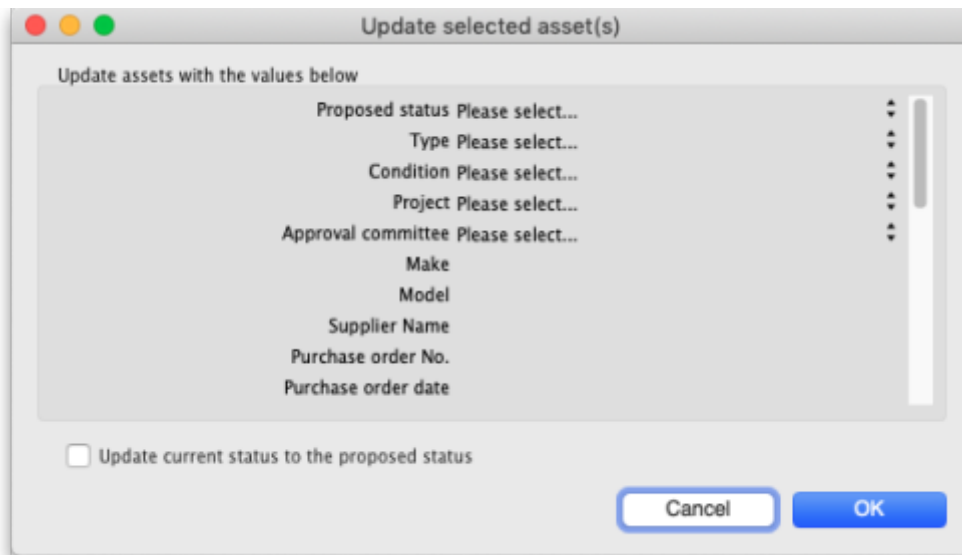 Update selected asset(s)
Update assets with the values below
Proposed status Please select...
Type Please select...
Condition Please select...
Project Please select...
Approval committee Please select...
Make
Model
Supplier Name
Purchase order No.
Purchase order date
Update current status to the proposed status
Cancel OK